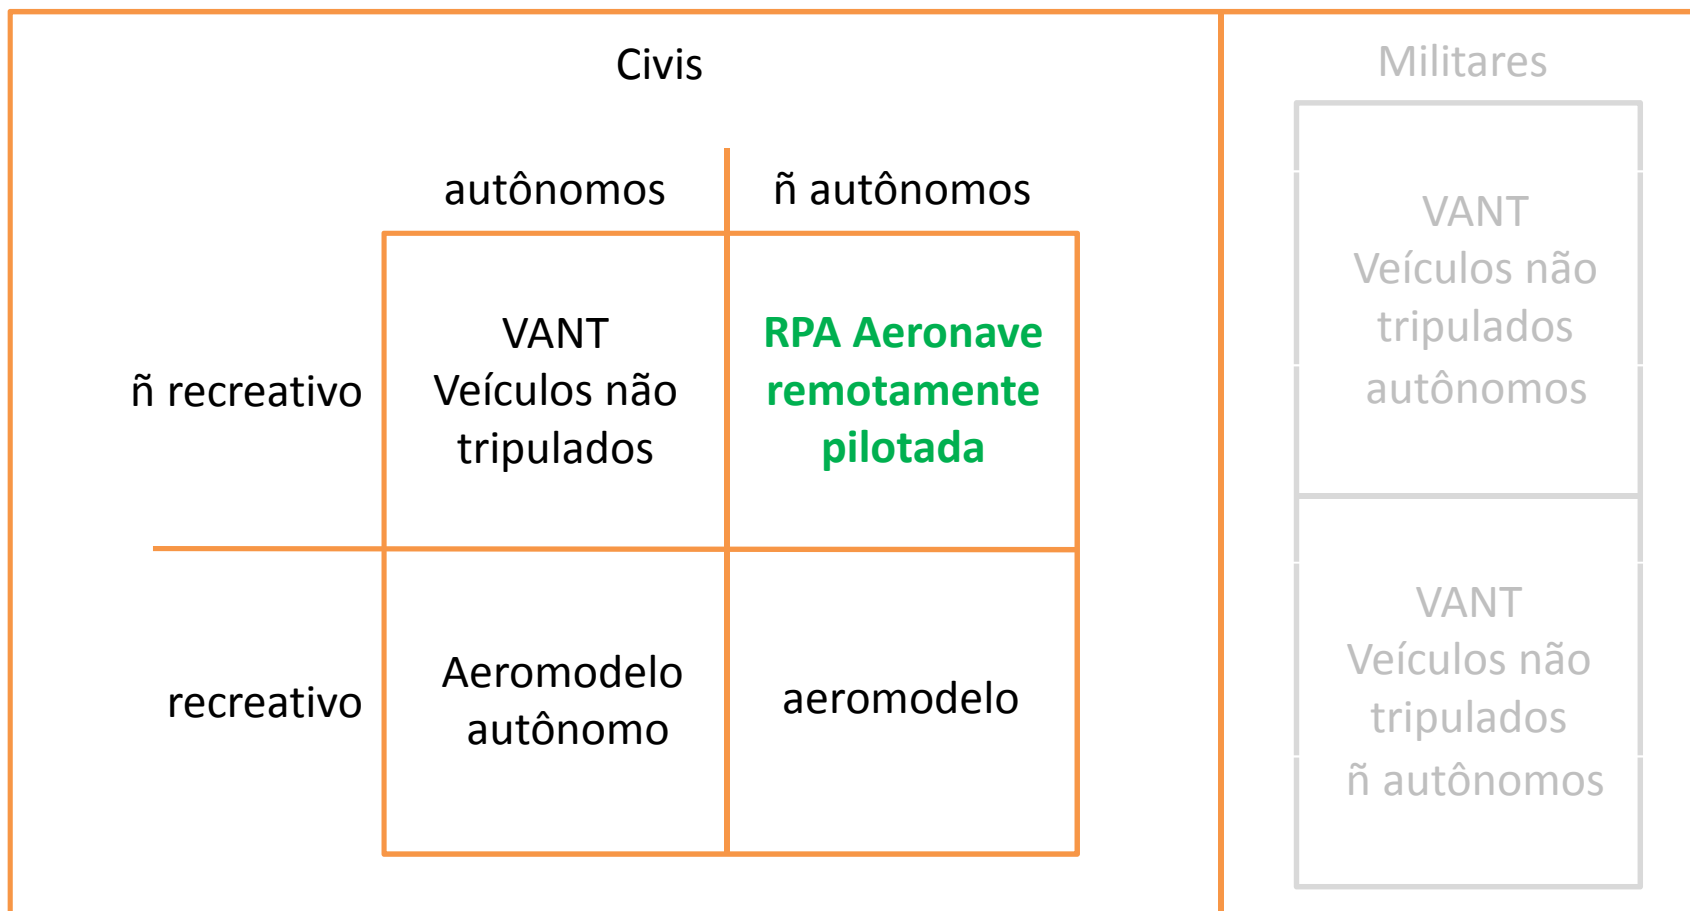 Civis
autônomos
ñ autônomos
ñ recreativo
VANT
Veículos não
tripulados
RPA Aeronave
remotamente
pilotada
recreativo
Aeromodelo
autônomo
aeromodelo
Militares
VANT
Veículos não
tripulados
autônomos
VANT
Veículos não
tripulados
ñ autônomos